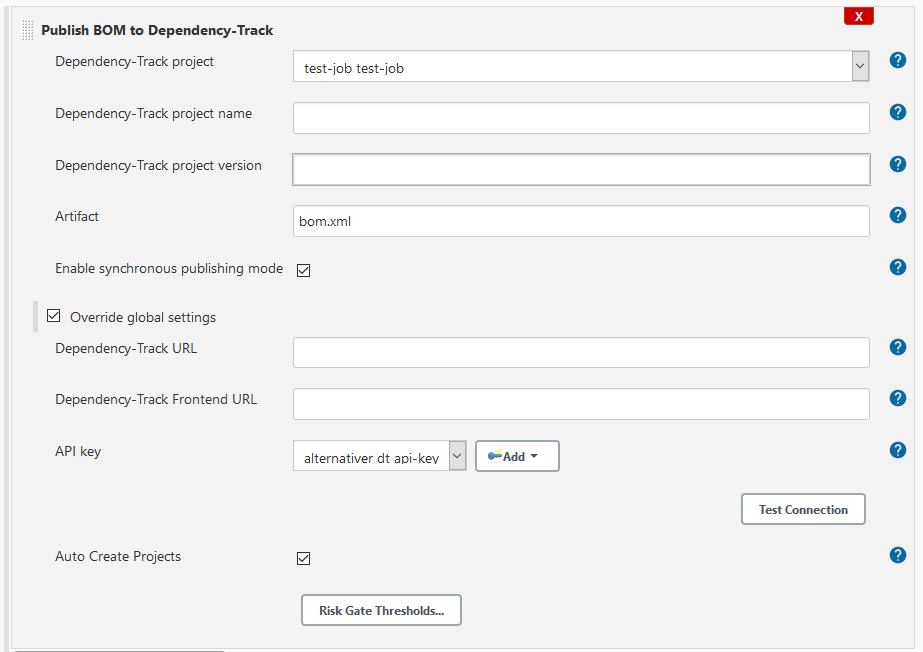 X
Publish BOM to Dependency-Track
Dependency-Track project
test-job test-job
?
Dependency-Track project name
?
Dependency-Track project version
?
Artifact
bom.xml
?
Enable synchronous publishing mode
?
Override global settings
Dependency-Track URL
?
Dependency-Track Frontend URL
?
API key
alternativer dt api-key
Add
?
Test Connection
Auto Create Projects
?
Risk Gate Thresholds...